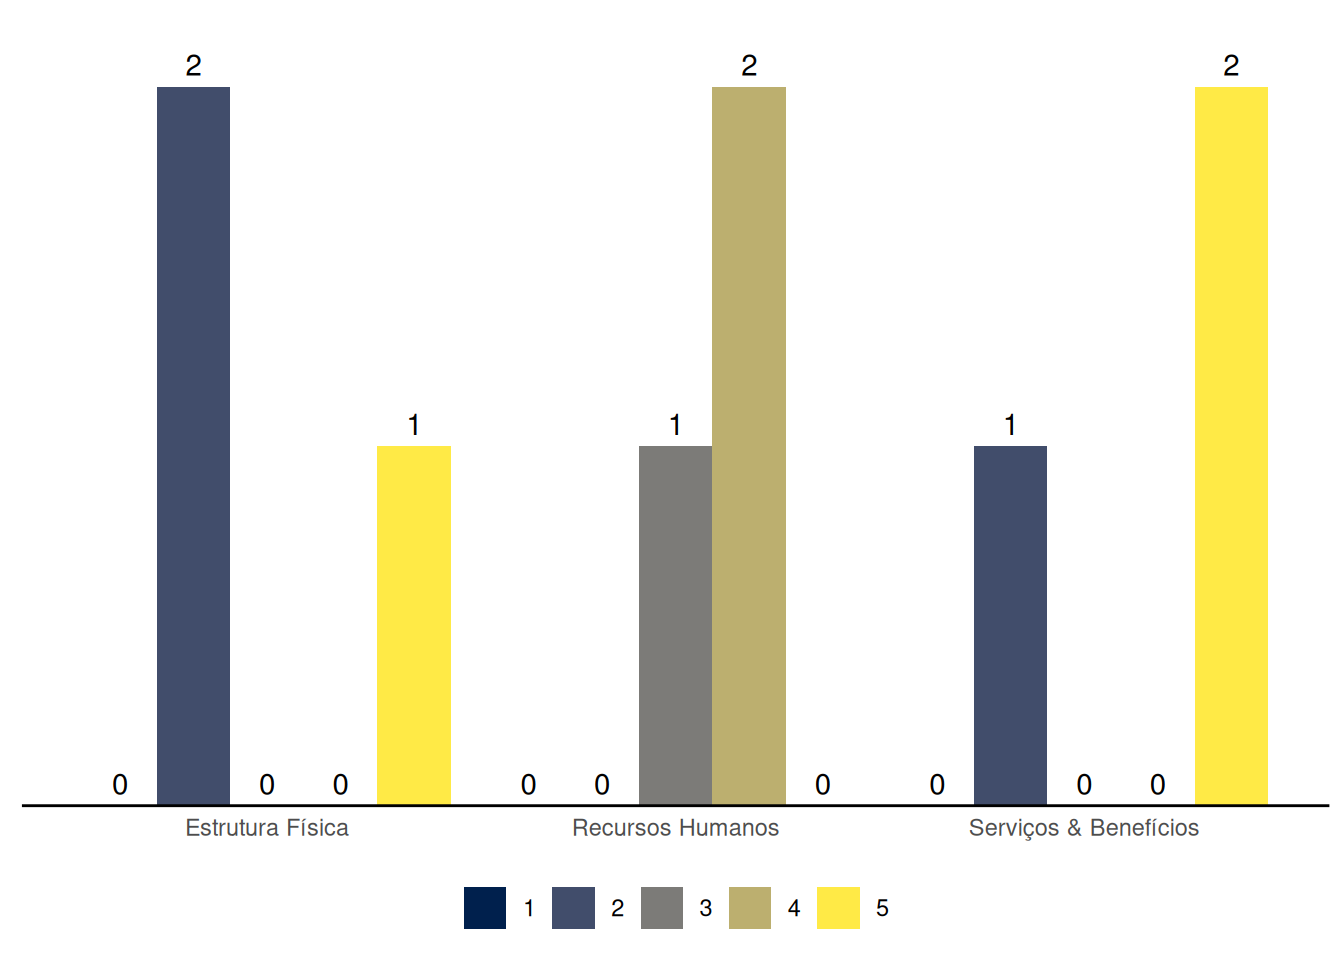 2 2 2
1 1 1
0 0 0 0 0 0 0 0 0
Estrutura Física Recursos Humanos Serviços & Benefícios
1 2 3 4 5